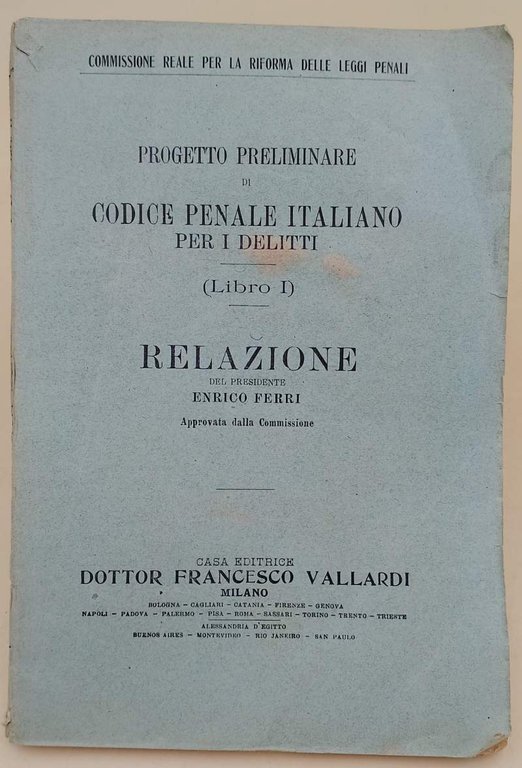 COMMISSIONE REALE PER LA RIFORMA DELLE LEGGI PENALI
PROGETTO PRELIMINARE
DI
CODICE PENALE ITALIANO
PER I DELITTI
(Libro I)
RELAZIONE
DEL PRESIDENTE
ENRICO FERRI
Approvata dalla Commissione
CASA EDITRICE
DOTTOR FRANCESCO VALLARDI
MILANO
BOLOGNA – CAGLIARI – CATANIA – FIRENZE – GENOVA
NAPOLI – PADOVA – PALERMO – PISA – ROMA – SASSARI – TORINO – TRENTO – TRIESTE
ALESSANDRIA D'EGITTO
BUENOS AIRES – MONTEVIDEO – RIO JANEIRO – SAN PAULO